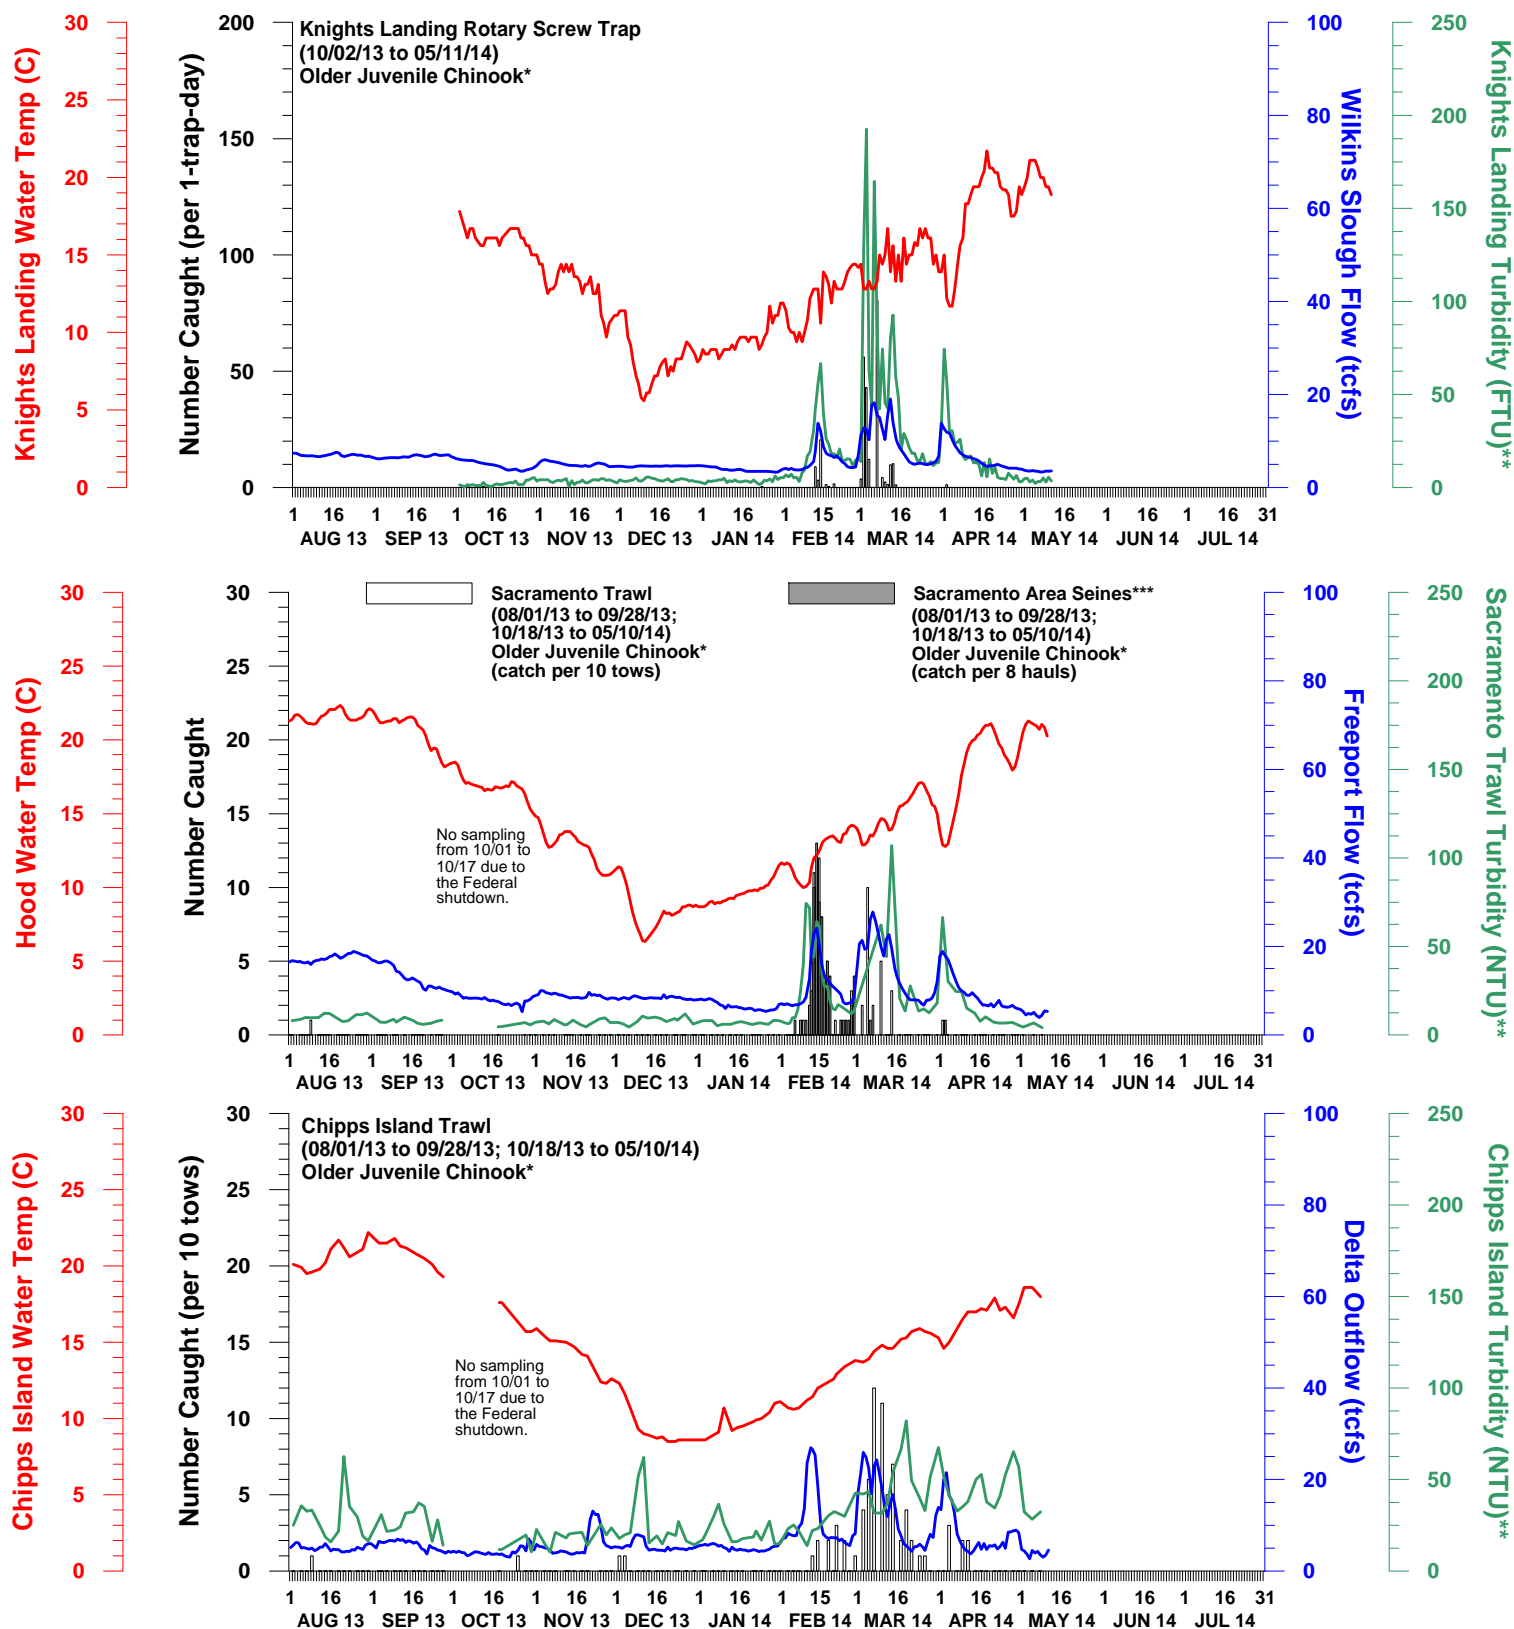 Knights Landing Rotary Screw Trap
(10/02/13 to 05/11/14)
Older Juvenile Chinook*
Knights Landing Water Temp (C)
30
25
20
15
10
5
0
Number Caught (per 1-trap-day)
200
150
100
50
0
Wilkins Slough Flow (tcfs)
100
80
60
40
20
0
Knights Landing Turbidity (FTU)**
250
200
150
100
50
0
1 16 1 16 1 16 1 16 1 16 1 16 1 15 1 16 1 16 1 16 1 16 1 16 31
AUG 13 SEP 13 OCT 13 NOV 13 DEC 13 JAN 14 FEB 14 MAR 14 APR 14 MAY 14 JUN 14 JUL 14
Sacramento Trawl
(08/01/13 to 09/28/13;
10/18/13 to 05/10/14)
Older Juvenile Chinook*
(catch per 10 tows)
Sacramento Area Seines***
(08/01/13 to 09/28/13;
10/18/13 to 05/10/14)
Older Juvenile Chinook*
(catch per 8 hauls)
Hood Water Temp (C)
30
25
20
15
10
5
0
Number Caught
30
25
20
15
10
5
0
No sampling
from 10/01 to
10/17 due to
the Federal
shutdown.
Freeport Flow (tcfs)
100
80
60
40
20
0
Sacramento Trawl Turbidity (NTU)**
250
200
150
100
50
0
1 16 1 16 1 16 1 16 1 16 1 16 1 15 1 16 1 16 1 16 1 16 1 16 31
AUG 13 SEP 13 OCT 13 NOV 13 DEC 13 JAN 14 FEB 14 MAR 14 APR 14 MAY 14 JUN 14 JUL 14
Chipps Island Trawl
(08/01/13 to 09/28/13; 10/18/13 to 05/10/14)
Older Juvenile Chinook*
Chipps Island Water Temp (C)
30
25
20
15
10
5
0
Number Caught (per 10 tows)
30
25
20
15
10
5
0
No sampling
from 10/01 to
10/17 due to
the Federal
shutdown.
Delta Outflow (tcfs)
100
80
60
40
20
0
Chipps Island Turbidity (NTU)**
250
200
150
100
50
0
1 16 1 16 1 16 1 16 1 16 1 16 1 15 1 16 1 16 1 16 1 16 1 16 31
AUG 13 SEP 13 OCT 13 NOV 13 DEC 13 JAN 14 FEB 14 MAR 14 APR 14 MAY 14 JUN 14 JUL 14